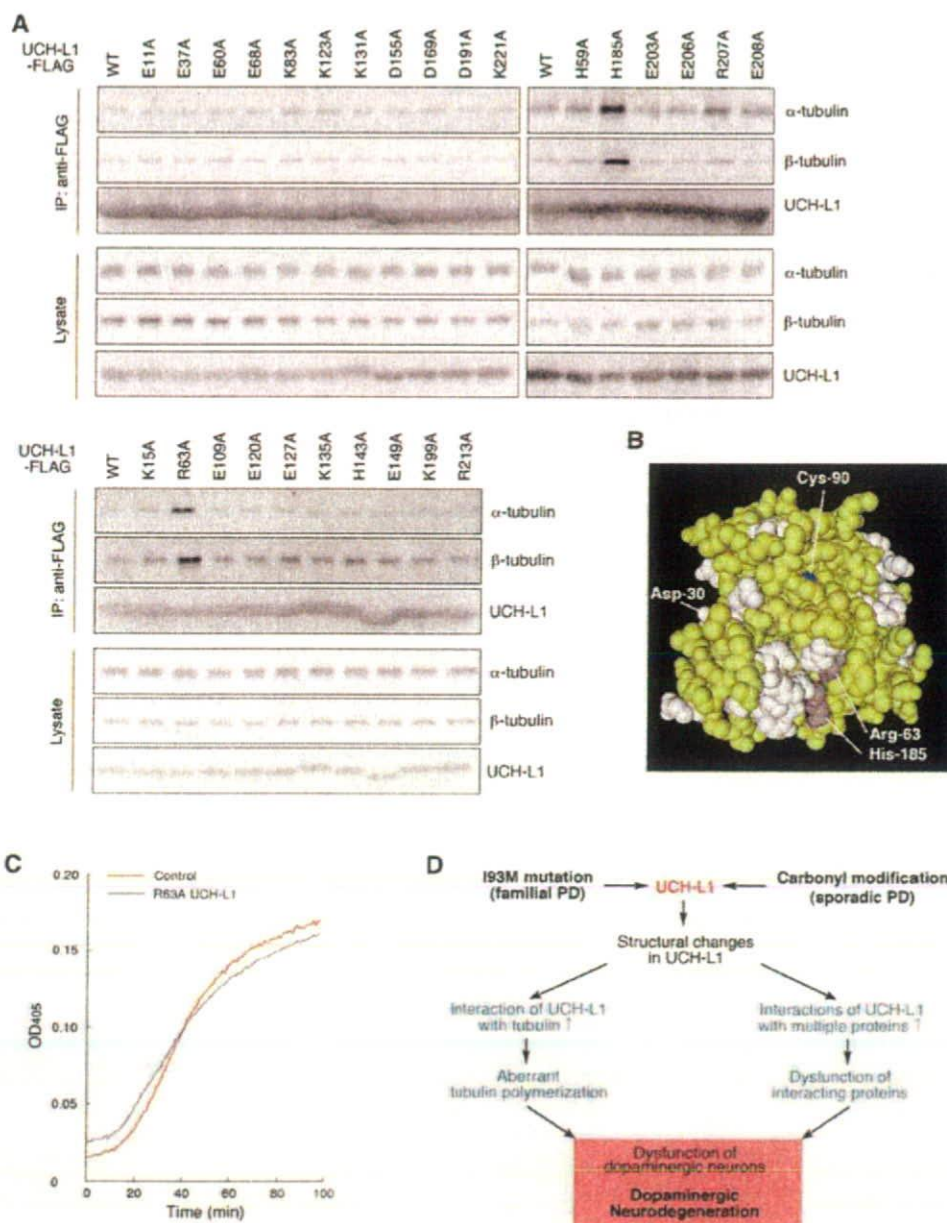 A
UCH-L1
-FLAG
WT E11A E37A E60A E68A K83A K123A K131A D155A D169A D191A K221A
WT H59A H185A E203A E206A R207A E208A
IP: anti-FLAG
α-tubulin
β-tubulin
UCH-L1
Lysate
α-tubulin
β-tubulin
UCH-L1
UCH-L1
-FLAG
WT K15A R63A E109A E120A E127A K135A H143A E149A K199A R213A
IP: anti-FLAG
α-tubulin
β-tubulin
UCH-L1
Lysate
α-tubulin
β-tubulin
UCH-L1
B
Cys-90
Asp-30
Arg-63
His-185
C
Control
R63A UCH-L1
0.20
0.15
0.10
0.05
0
OD405
0 20 40 60 80 100
Time (min)
D
I93M mutation
(familial PD)
UCH-L1
Carbonyl modification
(sporadic PD)
Structural changes
in UCH-L1
Interaction of UCH-L1
with tubulin ↑
Interactions of UCH-L1
with multiple proteins ↑
Aberrant
tubulin polymerization
Dysfunction of
interacting proteins
Dysfunction of
dopaminergic neurons
Dopaminergic
Neurodegeneration